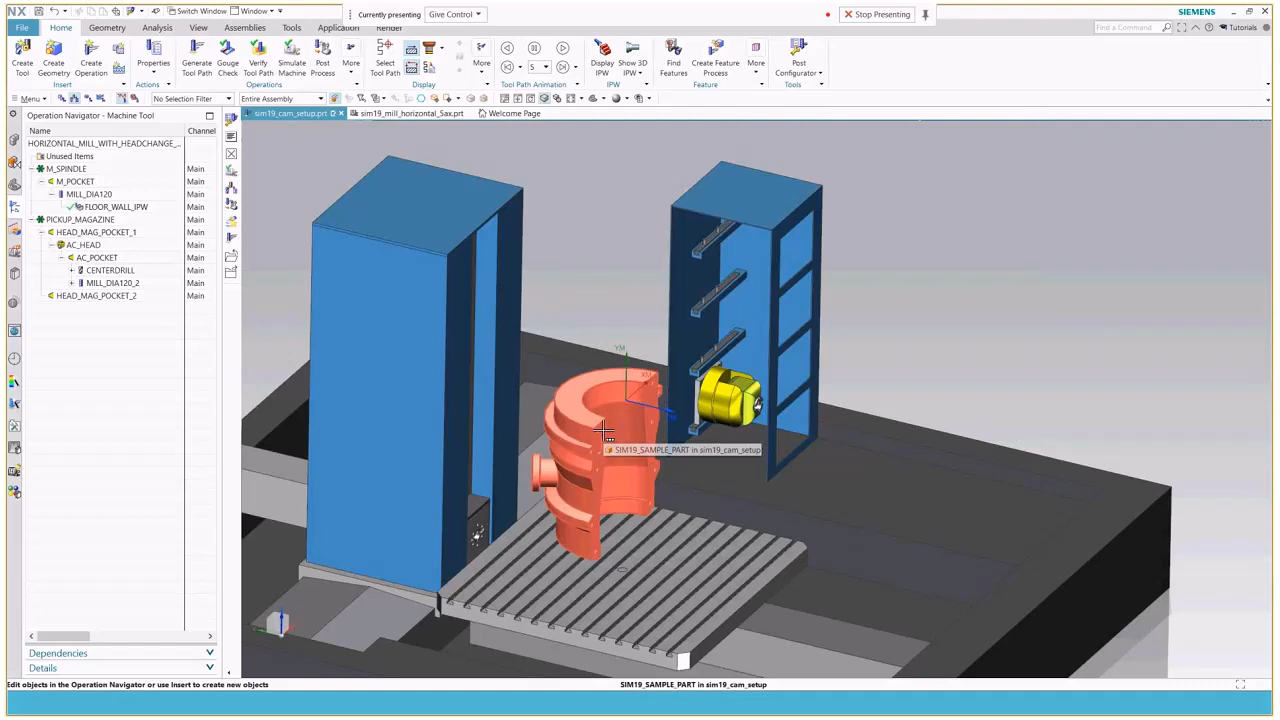 NX
Switch Window
Window
Currently presenting
Give Control
Stop Presenting
SIEMENS
File
Home
Geometry
Analysis
View
Assemblies
Tools
Application
Render
Find a Command
Tutorials
Create Tool
Create Geometry
Create Operation
Properties
Generate Tool Path
Gouge Check
Verify Tool Path
Simulate Machine
Post Process
More
Select Tool Path
More
S
Display IPW
Show 3D IPW
Find Features
Create Feature Process
More
Post Configurator
Insert
Actions
Operations
Display
Tool Path Animation
IPW
Feature
Tools
Menu
No Selection Filter
Entire Assembly
Operation Navigator - Machine Tool
sim19_cam_setup.prt
sim19_mill_horizontal_5ax.prt
Welcome Page
Name
Channel
HORIZONTAL_MILL_WITH_HEADCHANGE_...
Unused Items
M_SPINDLE
Main
M_POCKET
Main
MILL_DIA120
Main
FLOOR_WALL_IPW
Main
PICKUP_MAGAZINE
Main
HEAD_MAG_POCKET_1
Main
AC_HEAD
Main
AC_POCKET
Main
CENTERDRILL
Main
MILL_DIA120_2
Main
HEAD_MAG_POCKET_2
Main
YM
XM
SIM19_SAMPLE_PART in sim19_cam_setup
Dependencies
Details
Edit objects in the Operation Navigator or use Insert to create new objects
SIM19_SAMPLE_PART in sim19_cam_setup